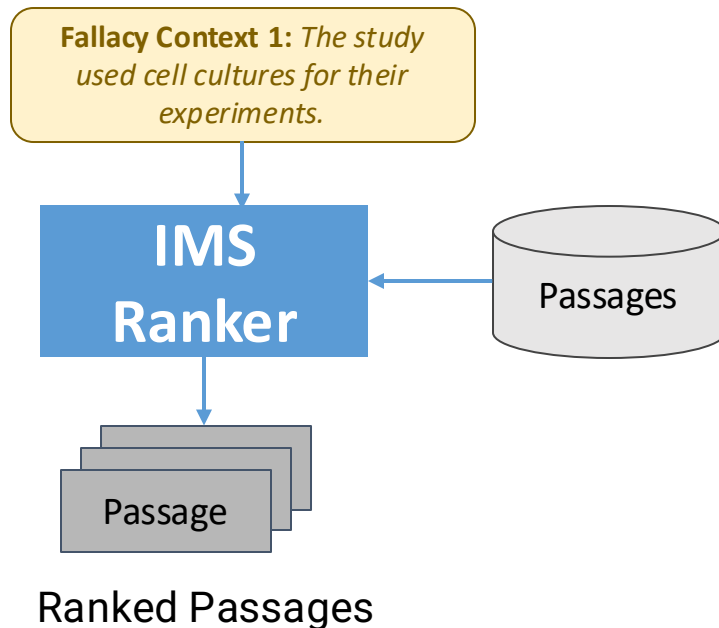 Fallacy Context 1: The study
used cell cultures for their
experiments.
IMS
Ranker
Passages
Passage
Ranked Passages